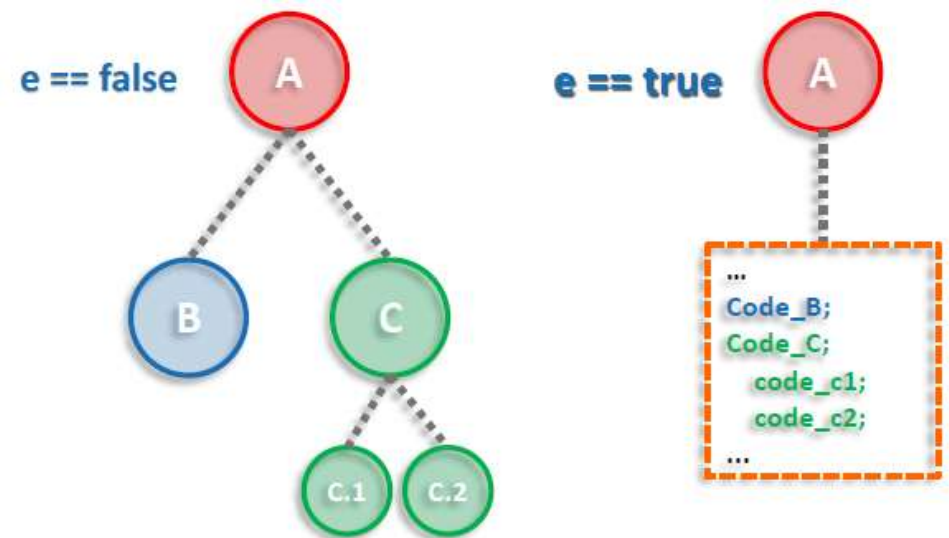 e == false
A
B
C
C.1
C.2
e == true
A
...
Code_B;
Code_C;
code_c1;
code_c2;
...